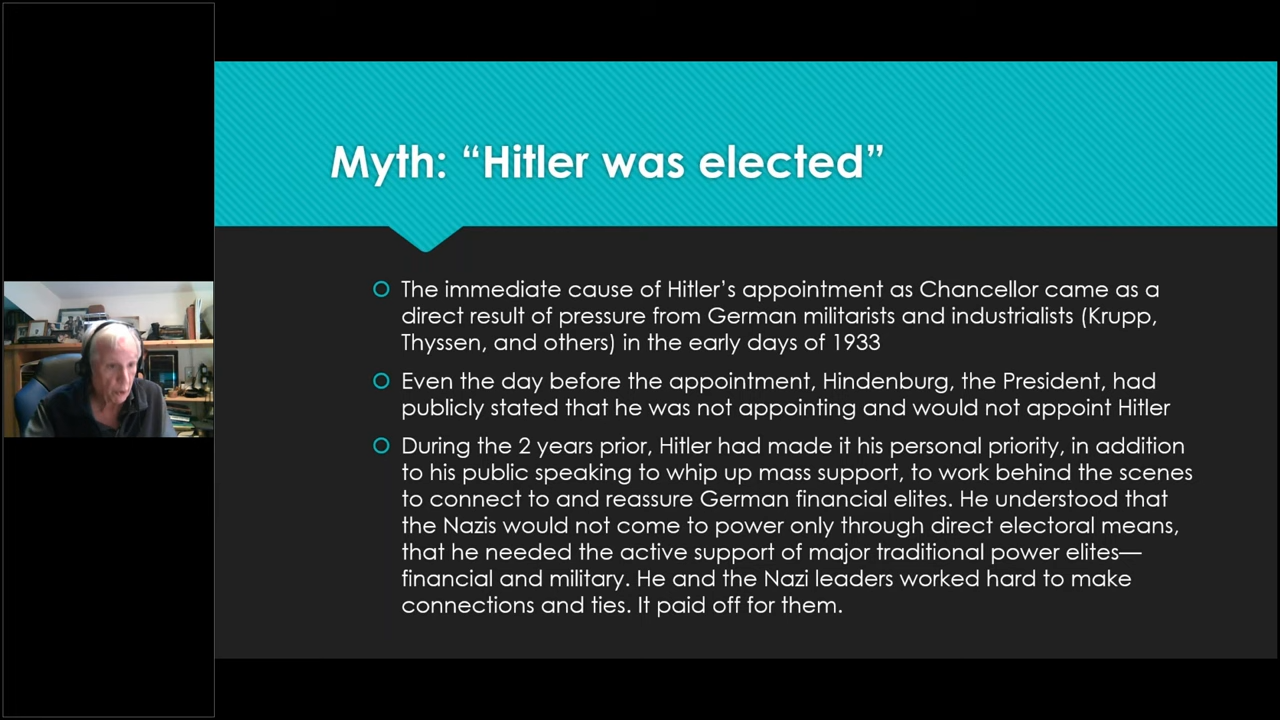 Myth: “Hitler was elected”
The immediate cause of Hitler’s appointment as Chancellor came as a
direct result of pressure from German militarists and industrialists (Krupp,
Thyssen, and others) in the early days of 1933
Even the day before the appointment, Hindenburg, the President, had
publicly stated that he was not appointing and would not appoint Hitler
During the 2 years prior, Hitler had made it his personal priority, in addition
to his public speaking to whip up mass support, to work behind the scenes
to connect to and reassure German financial elites. He understood that
the Nazis would not come to power only through direct electoral means,
that he needed the active support of major traditional power elites—
financial and military. He and the Nazi leaders worked hard to make
connections and ties. It paid off for them.